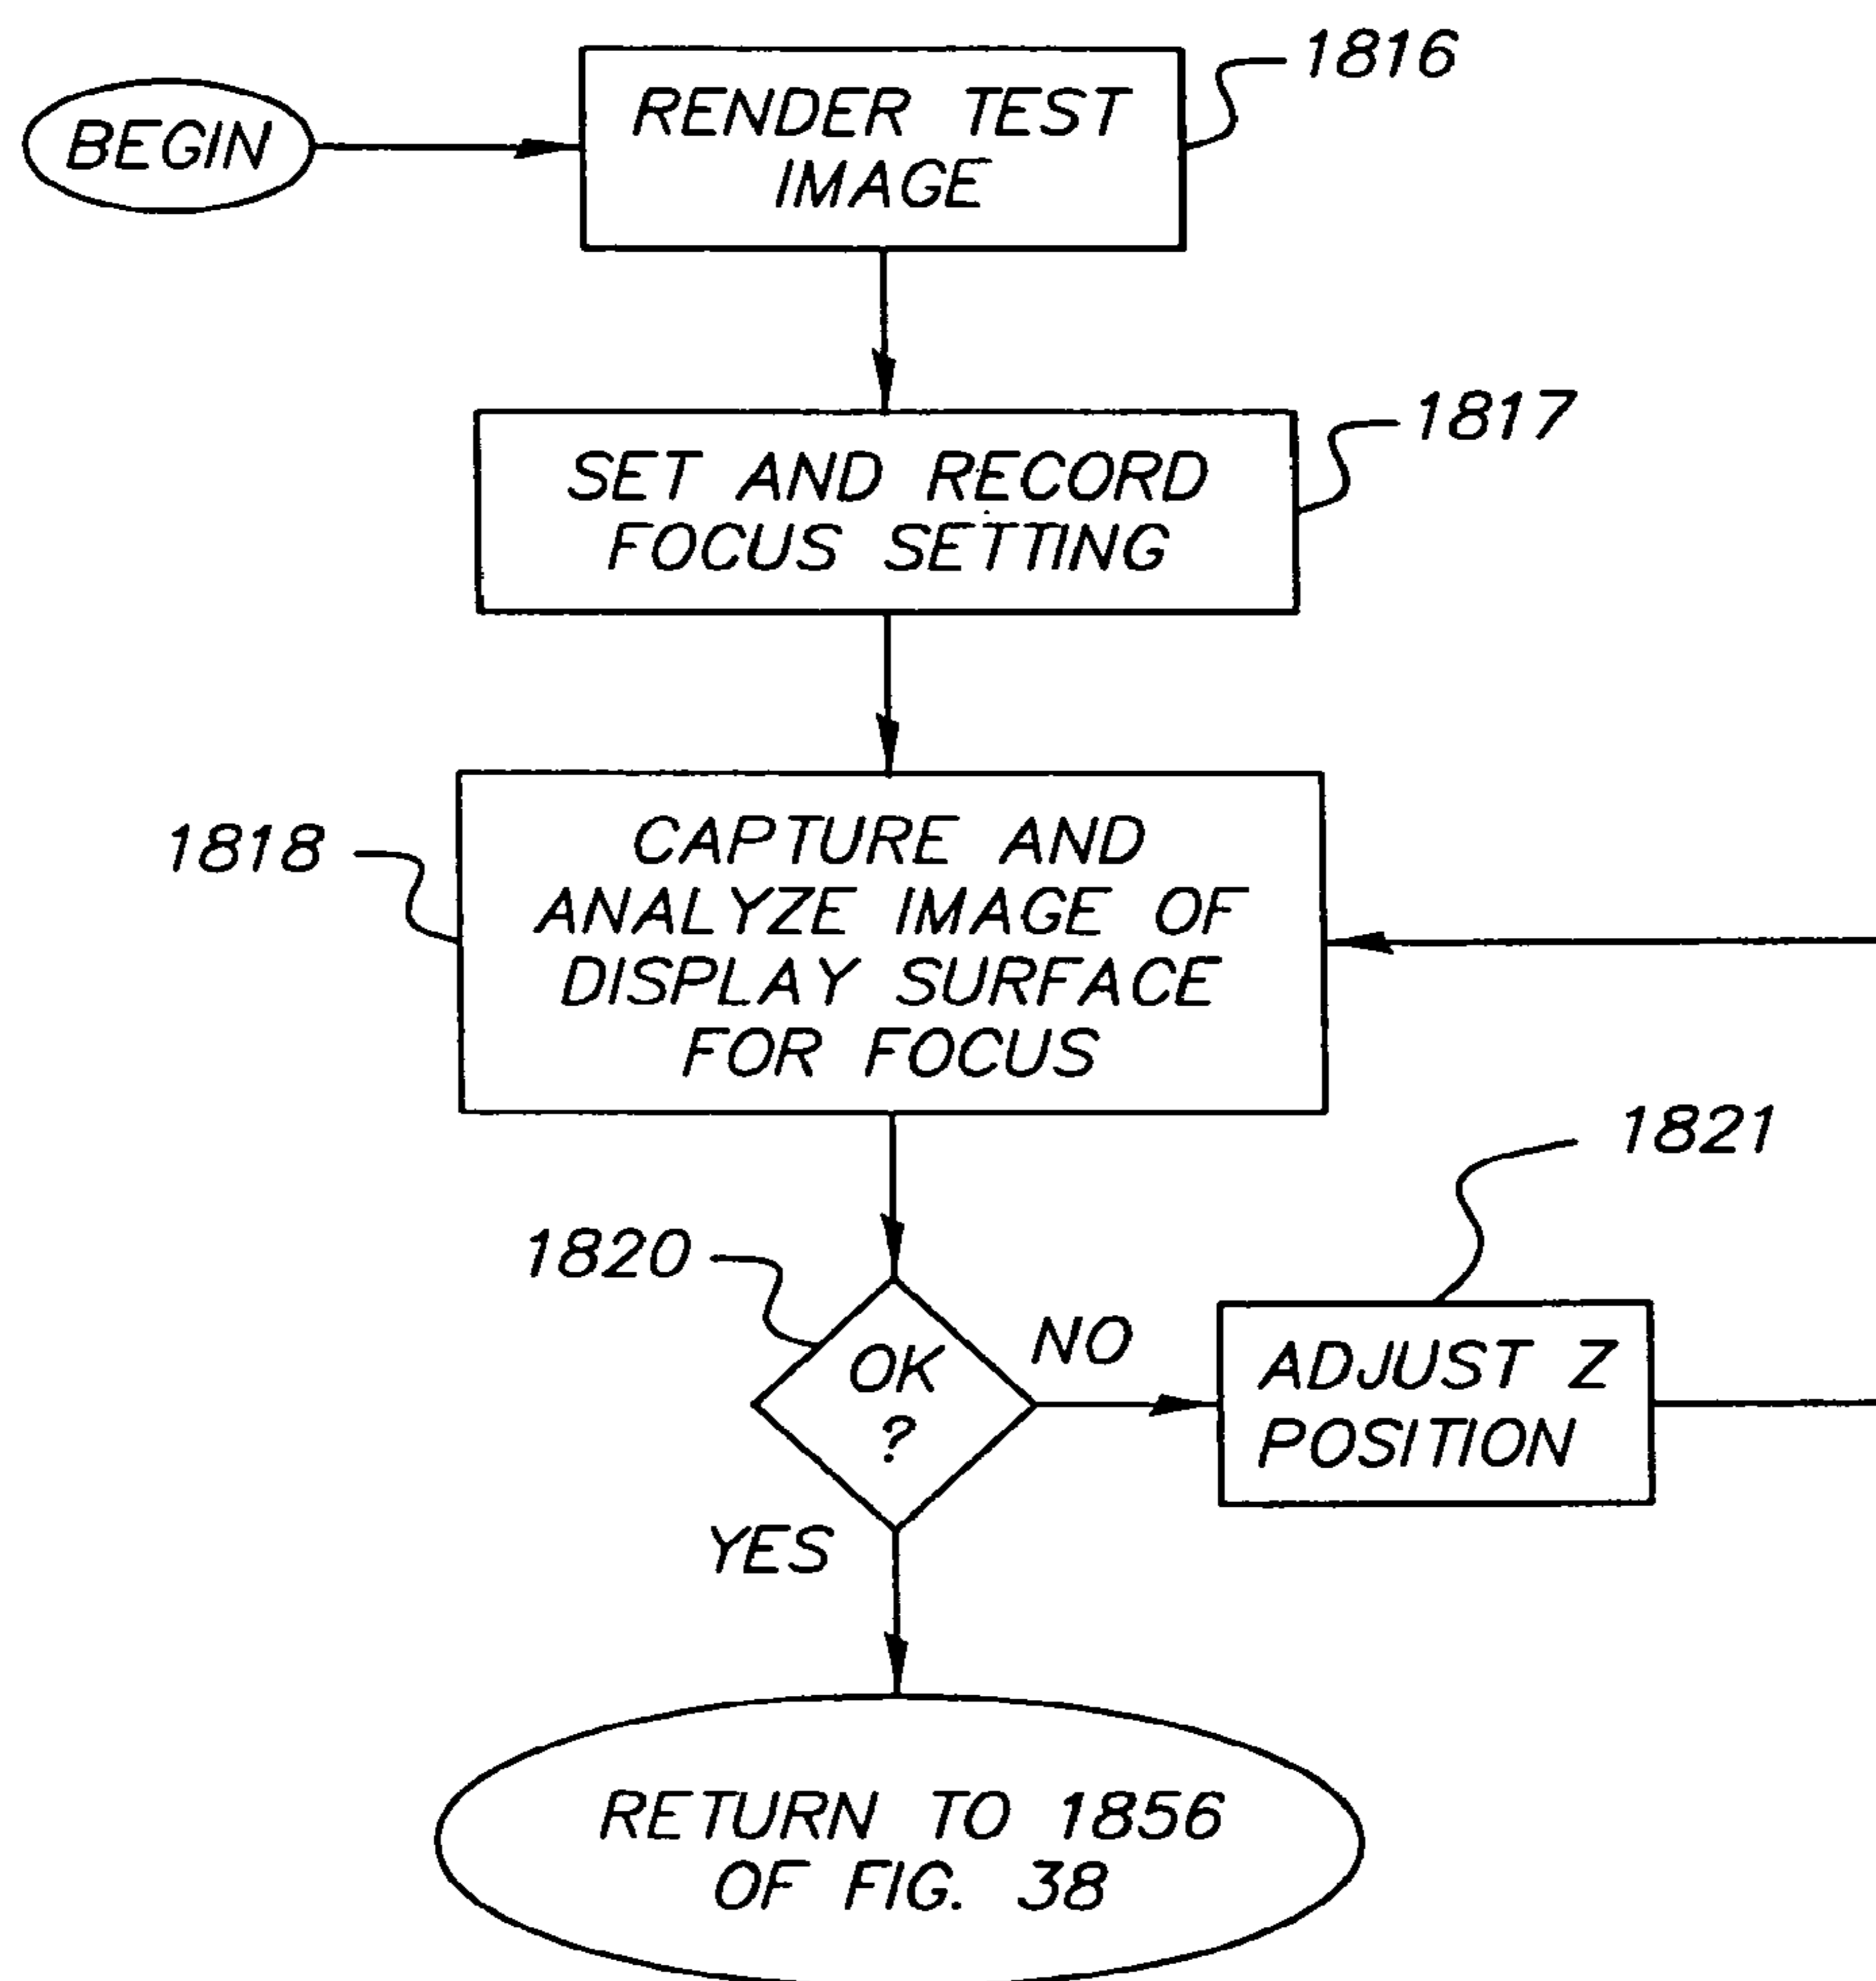 BEGIN
RENDER TEST
IMAGE
1816
SET AND RECORD
FOCUS SETTING
1817
CAPTURE AND
ANALYZE IMAGE OF
DISPLAY SURFACE
FOR FOCUS
1818
1820
OK
?
NO
1821
ADJUST Z
POSITION
YES
RETURN TO 1856
OF FIG. 38